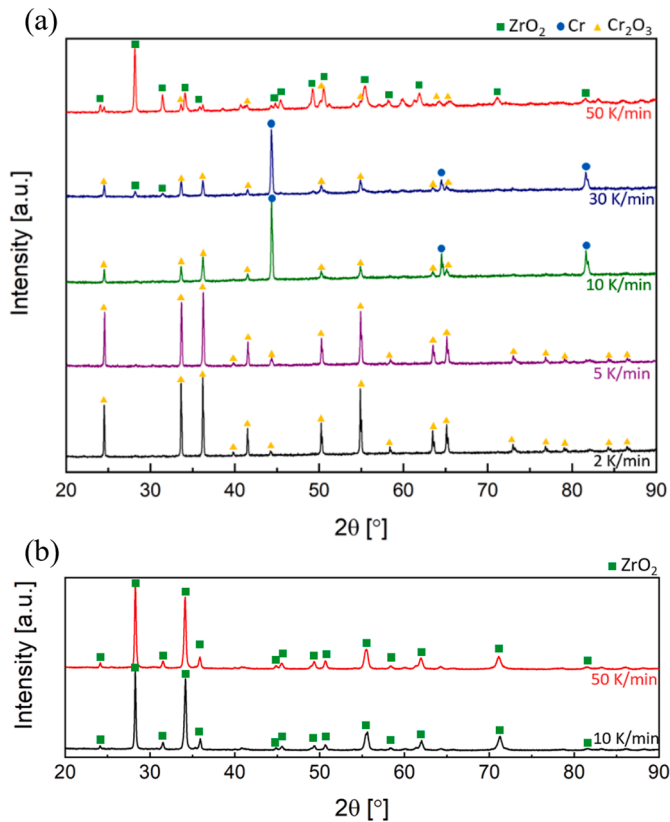 (a)
ZrO₂ Cr Cr₂O₃
Intensity [a.u.]
50 K/min
30 K/min
10 K/min
5 K/min
2 K/min
20 30 40 50 60 70 80 90
2θ [°]
(b)
ZrO₂
Intensity [a.u.]
50 K/min
10 K/min
20 30 40 50 60 70 80 90
2θ [°]